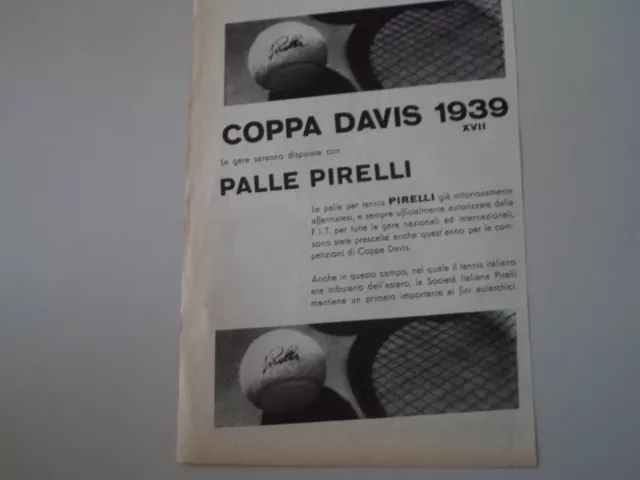 Pirelli
COPPA DAVIS 1939
XVII
Le gare saranno disputate con
PALLE PIRELLI
Le palle per tennis PIRELLI già vittoriosamente
affermatesi, e sempre ufficialmente autorizzate dalla
F.I.T. per tutte le gare nazionali ed internazionali,
sono state prescelte anche quest'anno per le com-
petizioni di Coppa Davis.
Anche in questo campo, nel quale il tennis italiano
era tributario dell'estero, la Società Italiana Pirelli
mantiene un primato importante ai fini autarchici.
Pirelli